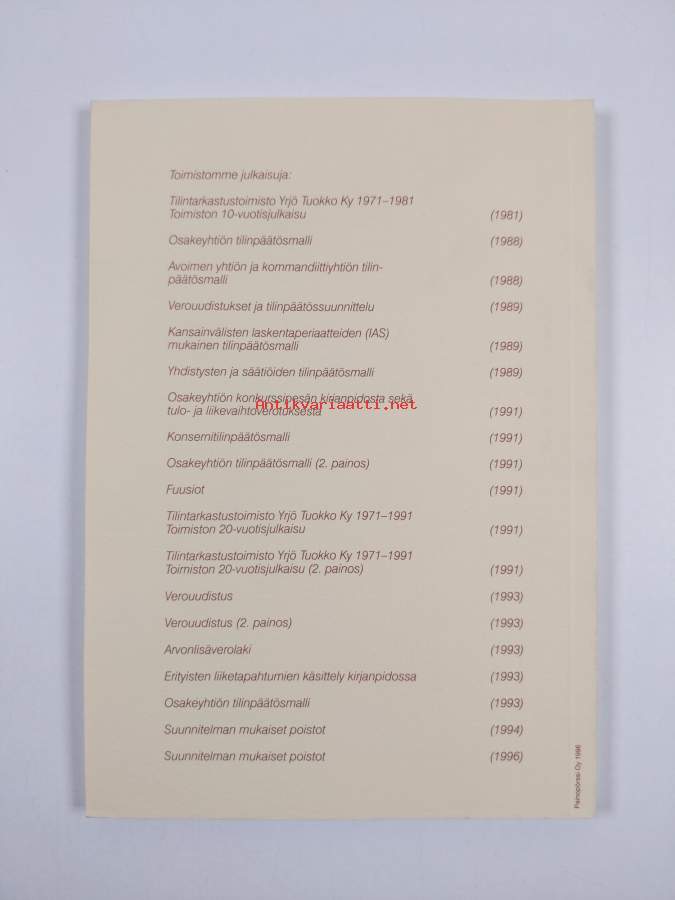 Toimistomme julkaisuja:
Tilintarkastustoimisto Yrjö Tuokko Ky 1971–1981
Toimiston 10-vuotisjulkaisu (1981)
Osakeyhtiön tilinpäätösmalli (1988)
Avoimen yhtiön ja kommandiittiyhtiön tilin-
päätösmalli (1988)
Verouudistukset ja tilinpäätössuunnittelu (1989)
Kansainvälisten laskentaperiaatteiden (IAS)
mukainen tilinpäätösmalli (1989)
Yhdistysten ja säätiöiden tilinpäätösmalli (1989)
Osakeyhtiön konkurssipesän kirjanpidosta sekä
Antikvariaatti.net
tulo- ja liikevaihtoverotuksesta (1991)
Konsernitilinpäätösmalli (1991)
Osakeyhtiön tilinpäätösmalli (2. painos) (1991)
Fuusiot (1991)
Tilintarkastustoimisto Yrjö Tuokko Ky 1971–1991
Toimiston 20-vuotisjulkaisu (1991)
Tilintarkastustoimisto Yrjö Tuokko Ky 1971–1991
Toimiston 20-vuotisjulkaisu (2. painos) (1991)
Verouudistus (1993)
Verouudistus (2. painos) (1993)
Arvonlisäverolaki (1993)
Erityisten liiketapahtumien käsittely kirjanpidossa (1993)
Osakeyhtiön tilinpäätösmalli (1993)
Suunnitelman mukaiset poistot (1994)
Suunnitelman mukaiset poistot (1996)
Painopörssi Oy 1996